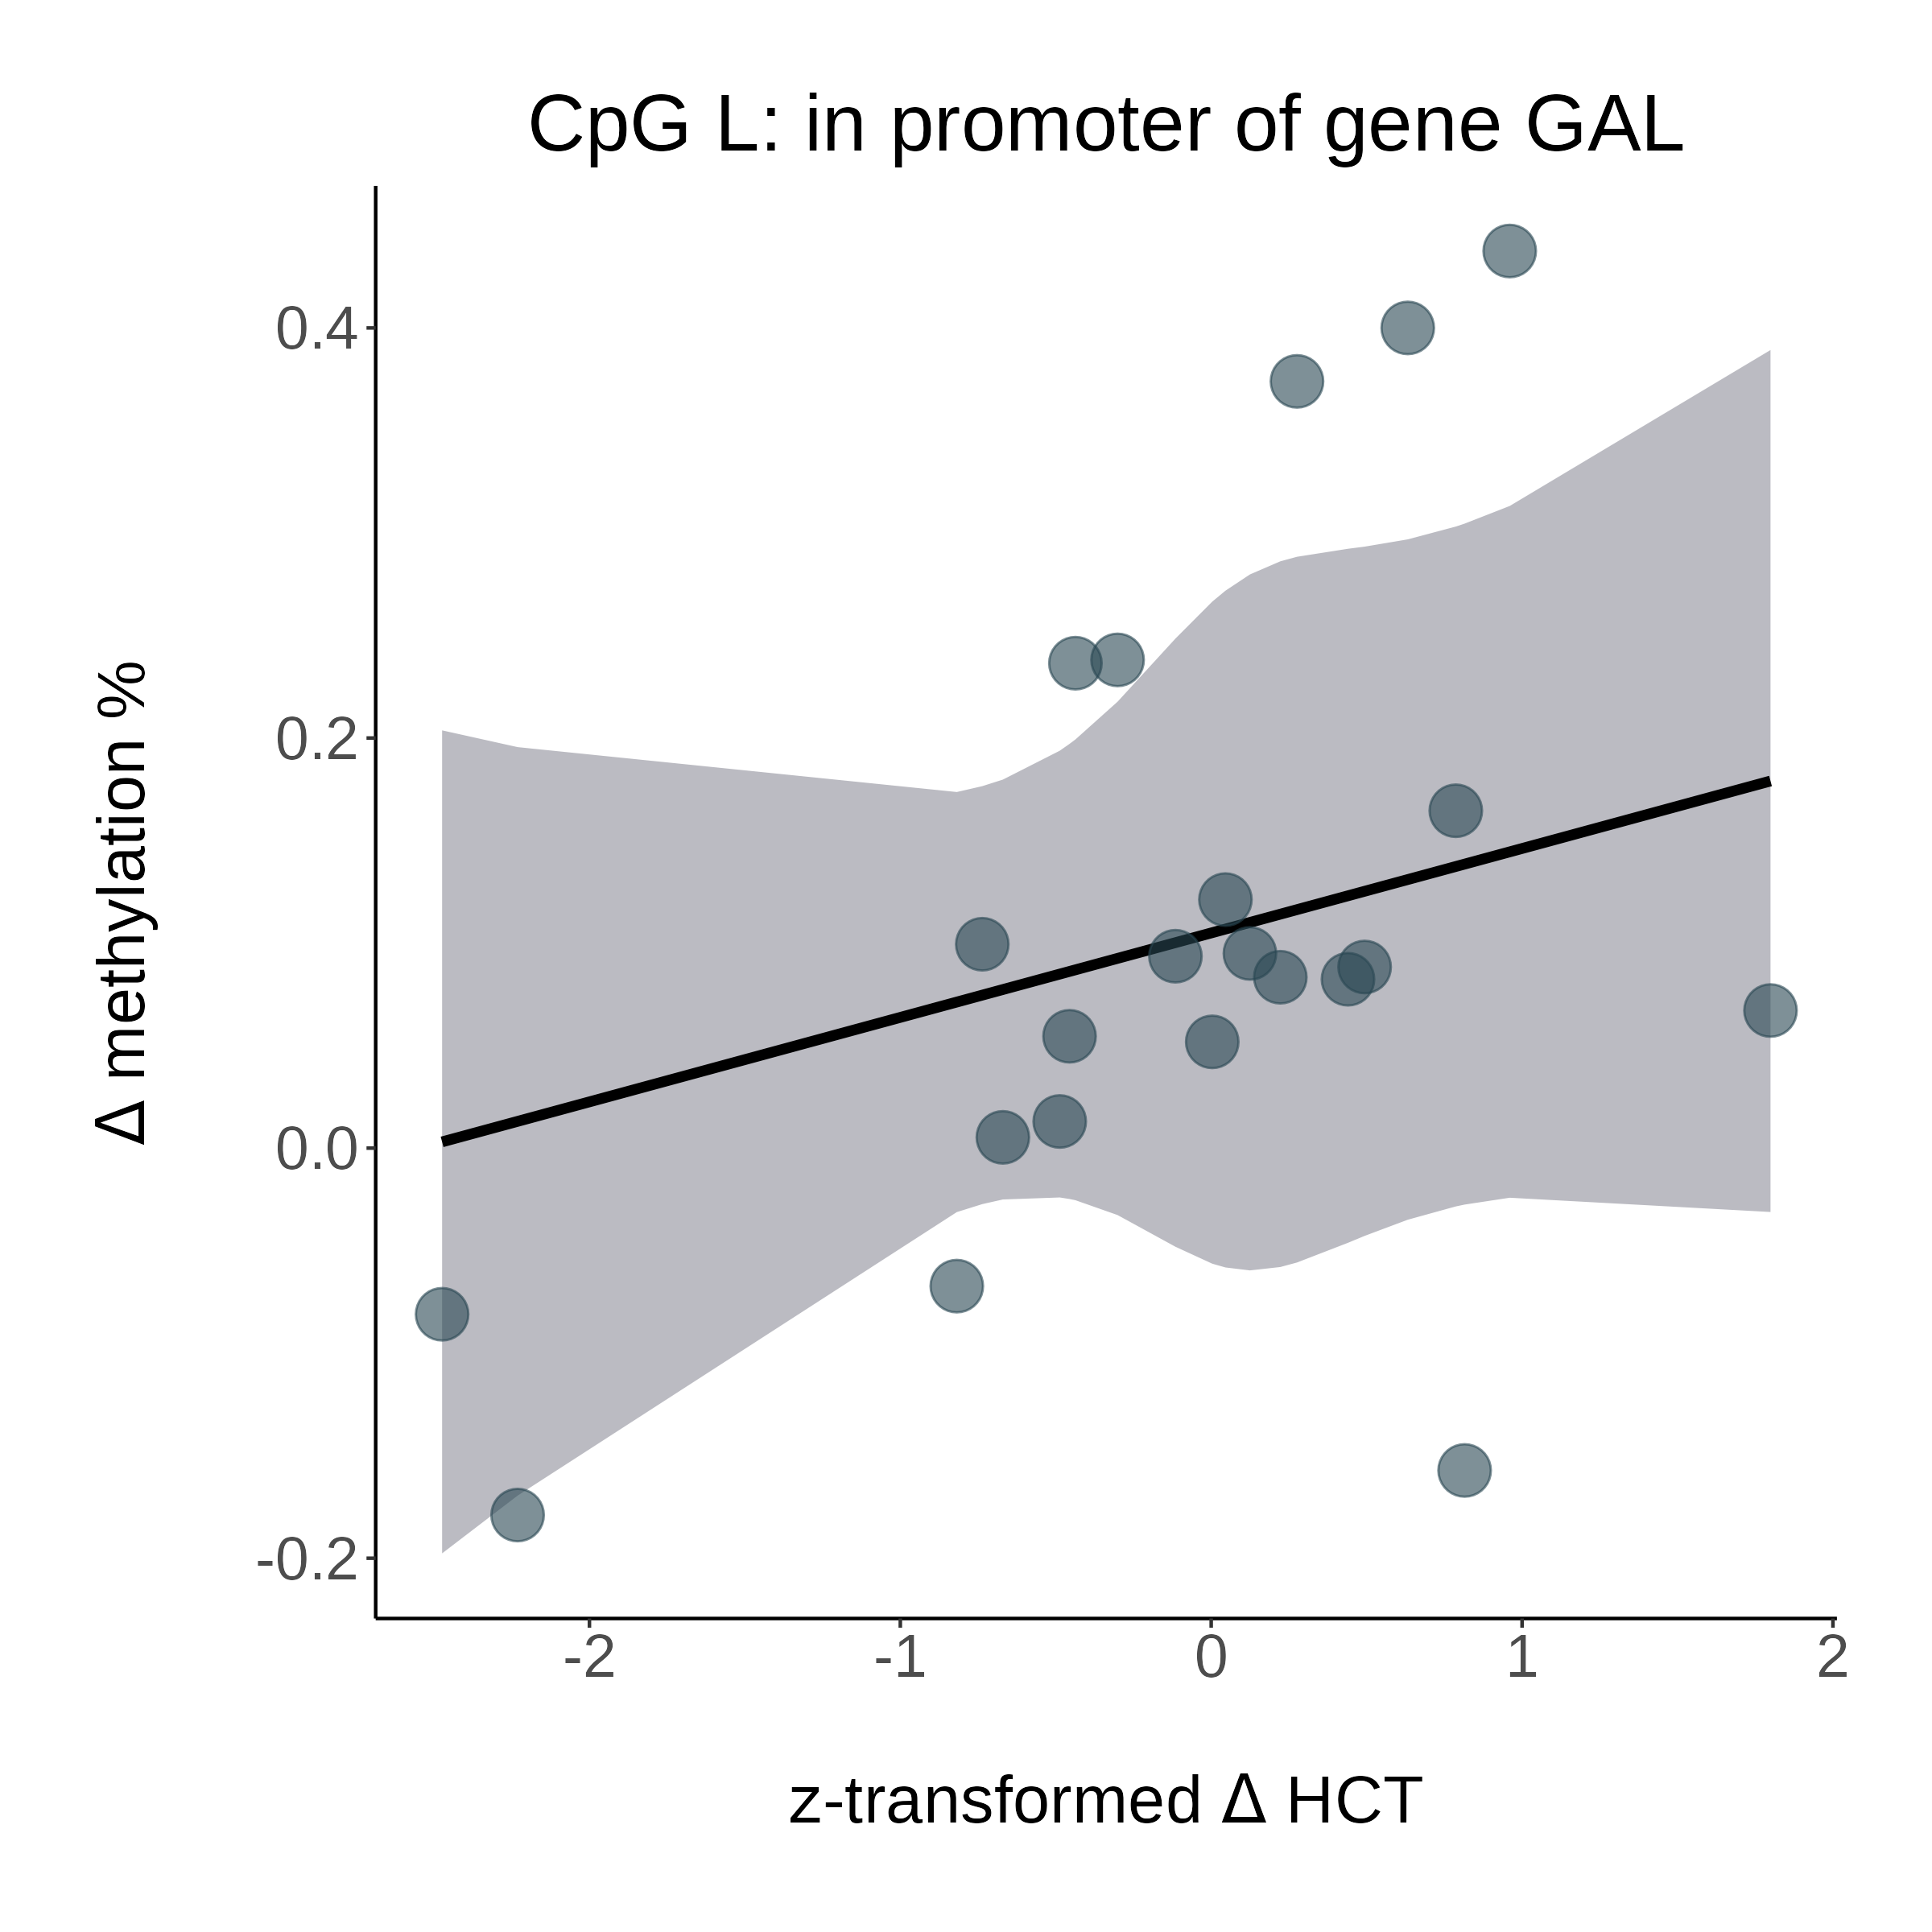 CpG L: in promoter of gene GAL
Δ methylation %
0.4
0.2
0.0
-0.2
-2 -1 0 1 2
z-transformed Δ HCT